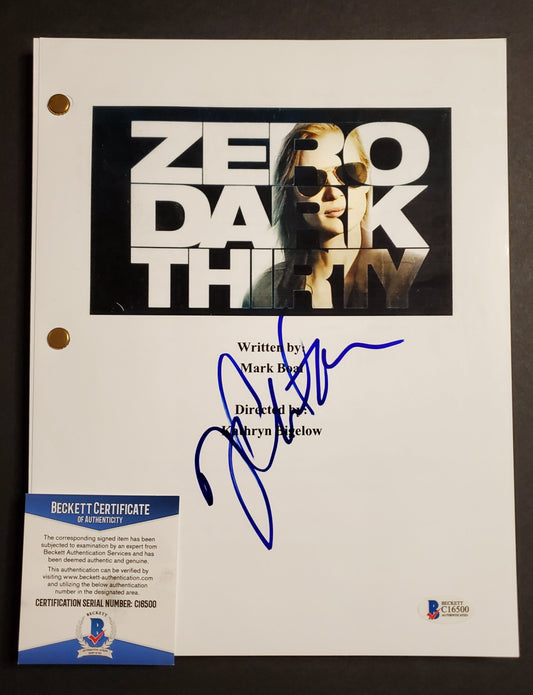 ZERO
DARK
THIRTY
Written by:
Mark Boal
Directed by:
Kathryn Bigelow
BECKETT CERTIFICATE
OF AUTHENTICITY
The corresponding signed item has been
subjected to examination by an expert from
Beckett Authentication Services and has
been deemed authentic and genuine.
This authentication can be verified by
visiting www.beckett-authentication.com
and utilizing the below authentication
number in the designated area.
CERTIFICATION SERIAL NUMBER: C16500
BECKETT
B
B
BECKETT
C16500
AUTHENTICATED